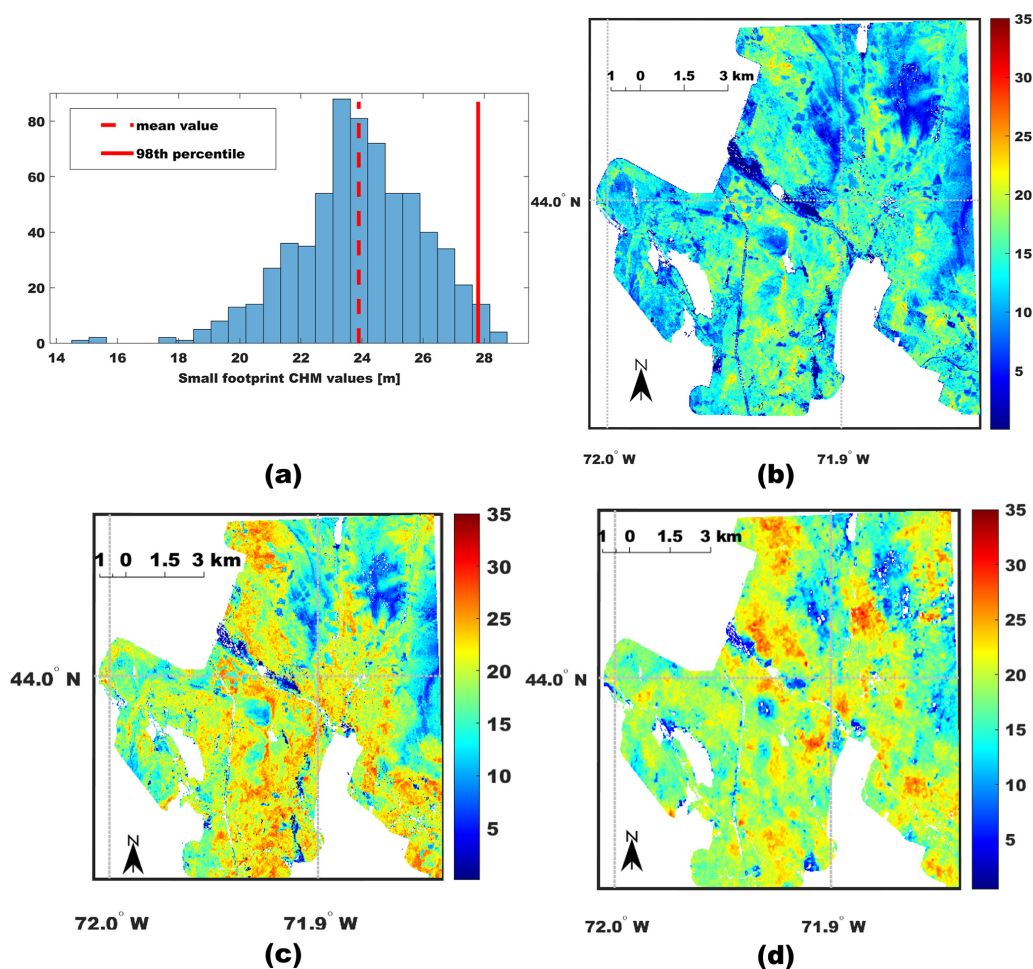 80
60
40
20
0
14 16 18 20 22 24 26 28
Small footprint CHM values [m]
mean value
98th percentile
(a)
1 0 1.5 3 km
44.0° N
N
72.0° W 71.9° W
35
30
25
20
15
10
5
(b)
1 0 1.5 3 km
44.0° N
N
72.0° W 71.9° W
35
30
25
20
15
10
5
(c)
1 0 1.5 3 km
44.0° N
N
72.0° W 71.9° W
35
30
25
20
15
10
5
(d)